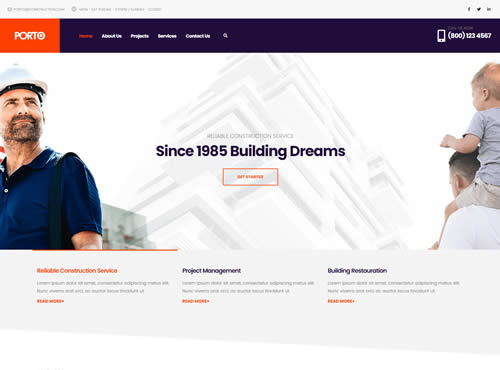 MON - SAT 9:00AM - 6:00PM / SUNDAY - CLOSED
PORTO
Home
About Us
Projects
Services
Contact Us
CALL US NOW
(800) 123 4567
RELIABLE CONSTRUCTION SERVICE
Since 1985 Building Dreams
GET STARTED
Reliable Construction Service
Lorem ipsum dolor sit amet, consectetur adipiscing metus elit.
Nunc viverra erat orci, ac auctor lacus tincidunt ut.
READ MORE+
Project Management
Lorem ipsum dolor sit amet, consectetur adipiscing metus elit.
Nunc viverra erat orci, ac auctor lacus tincidunt ut.
READ MORE+
Building Restauration
Lorem ipsum dolor sit amet, consectetur adipiscing metus elit.
Nunc viverra erat orci, ac auctor lacus tincidunt ut.
READ MORE+